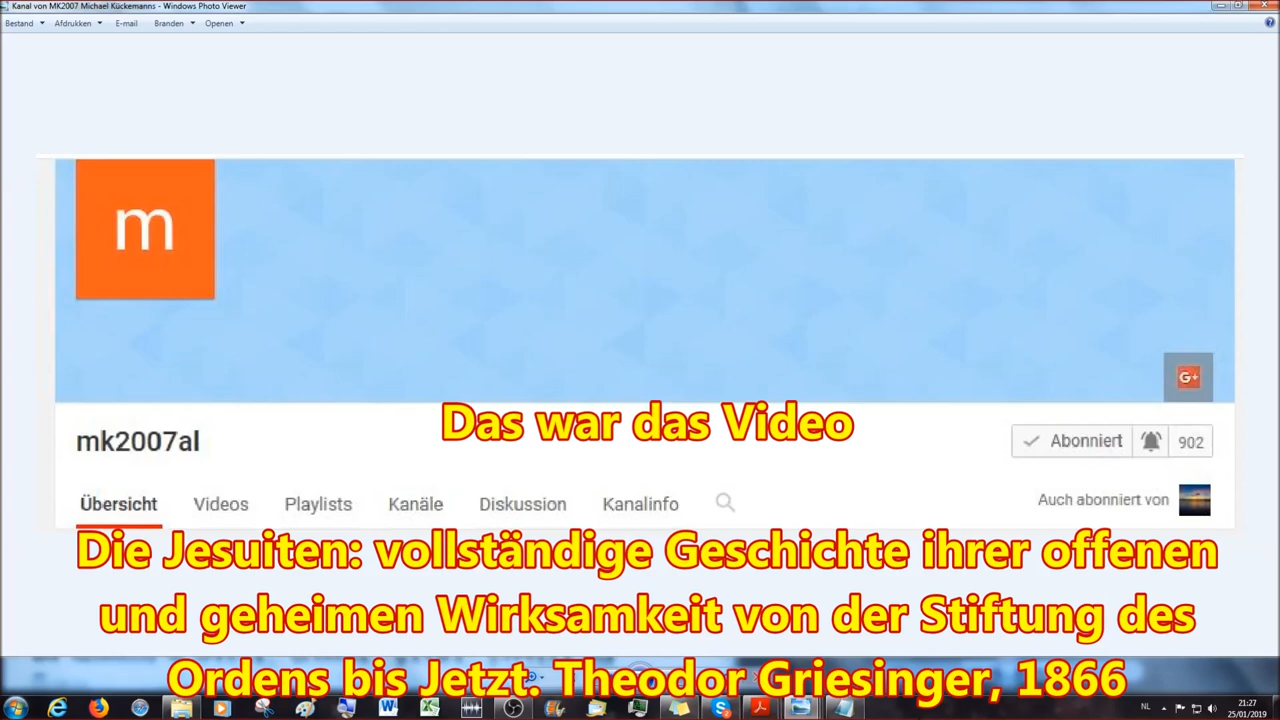 Kanal von MK2007 Michael Kückemanns - Windows Photo Viewer
Bestand Afdrukken E-mail Branden Openen
m
G+
Das war das Video
mk2007al
Abonniert 902
Übersicht Videos Playlists Kanäle Diskussion Kanalinfo
Auch abonniert von
Die Jesuiten: vollständige Geschichte ihrer offenen
und geheimen Wirksamkeit von der Stiftung des
Ordens bis Jetzt. Theodor Griesinger, 1866
NL
21:27
25/01/2019